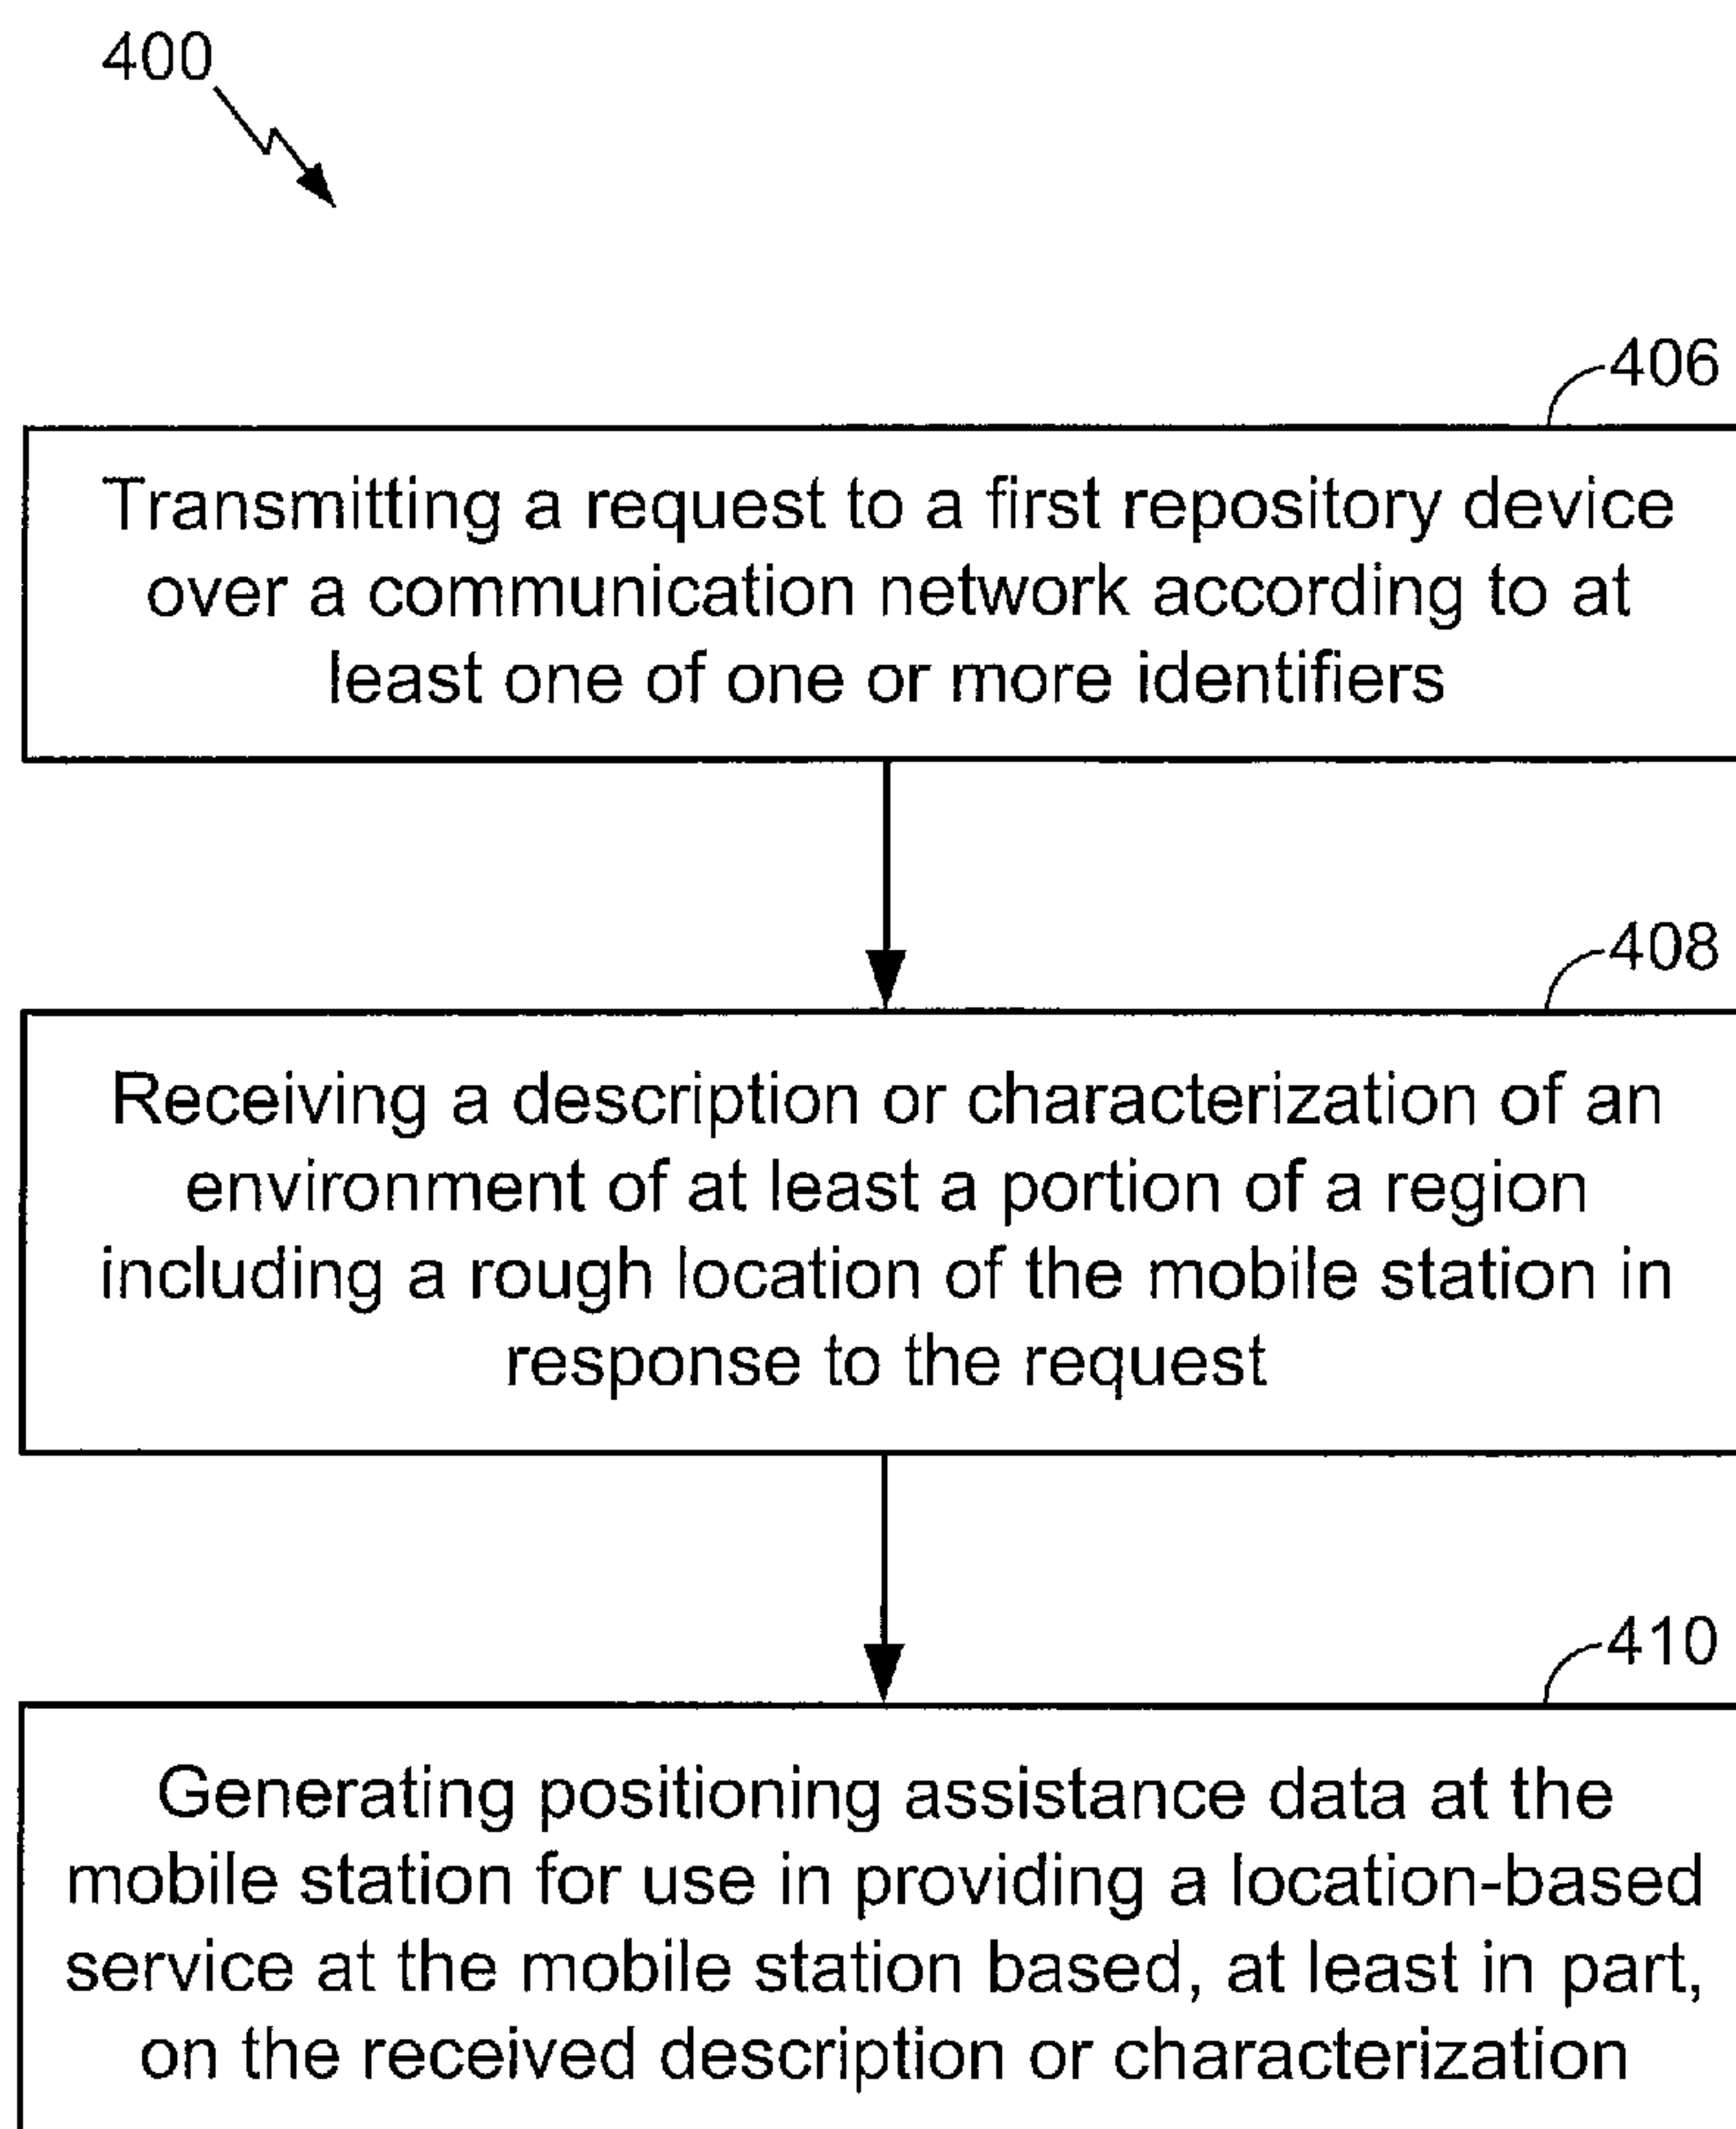 400
406
Transmitting a request to a first repository device
over a communication network according to at
least one of one or more identifiers
408
Receiving a description or characterization of an
environment of at least a portion of a region
including a rough location of the mobile station in
response to the request
410
Generating positioning assistance data at the
mobile station for use in providing a location-based
service at the mobile station based, at least in part,
on the received description or characterization